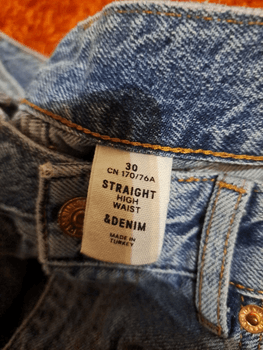 30
CN 170/76A
STRAIGHT
HIGH
WAIST
&DENIM
MADE IN
TURKEY